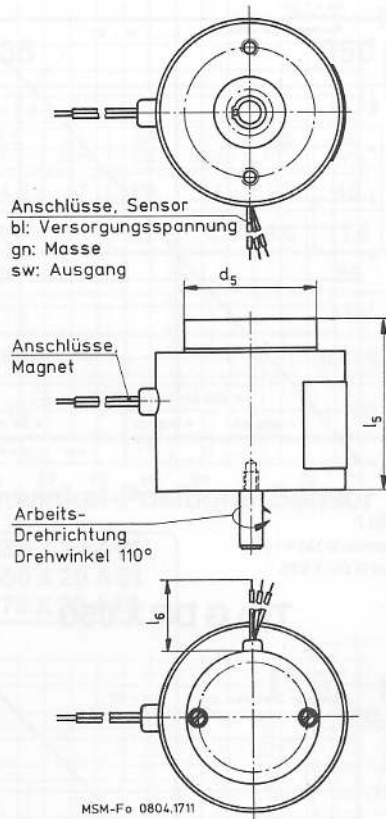 Anschlüsse, Sensor
bl: Versorgungsspannung
gn: Masse
sw: Ausgang
d5
Anschlüsse,
Magnet
l5
Arbeits-
Drehrichtung
Drehwinkel 110°
l6
MSM-Fo 0804.1711